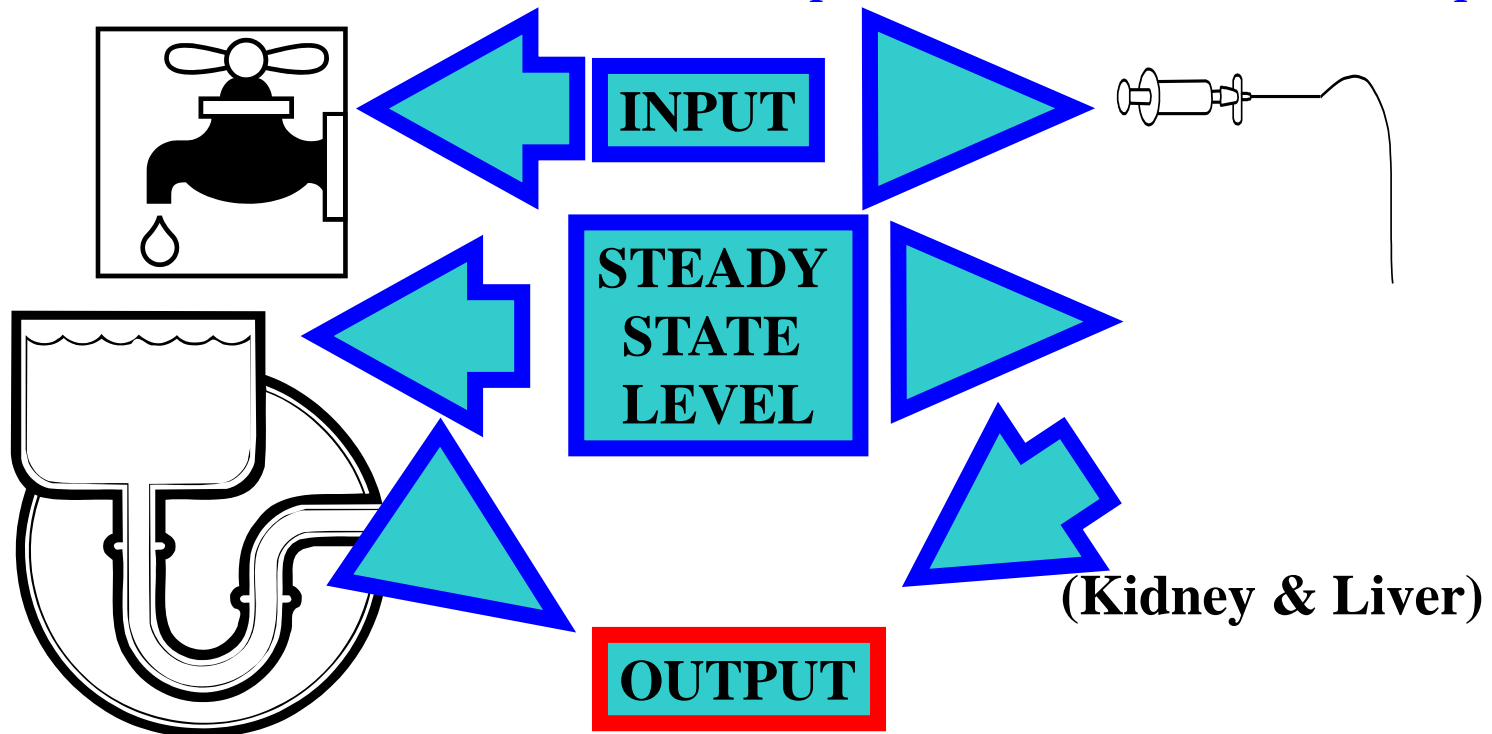 INPUT
STEADY
STATE
LEVEL
(Kidney & Liver)
OUTPUT